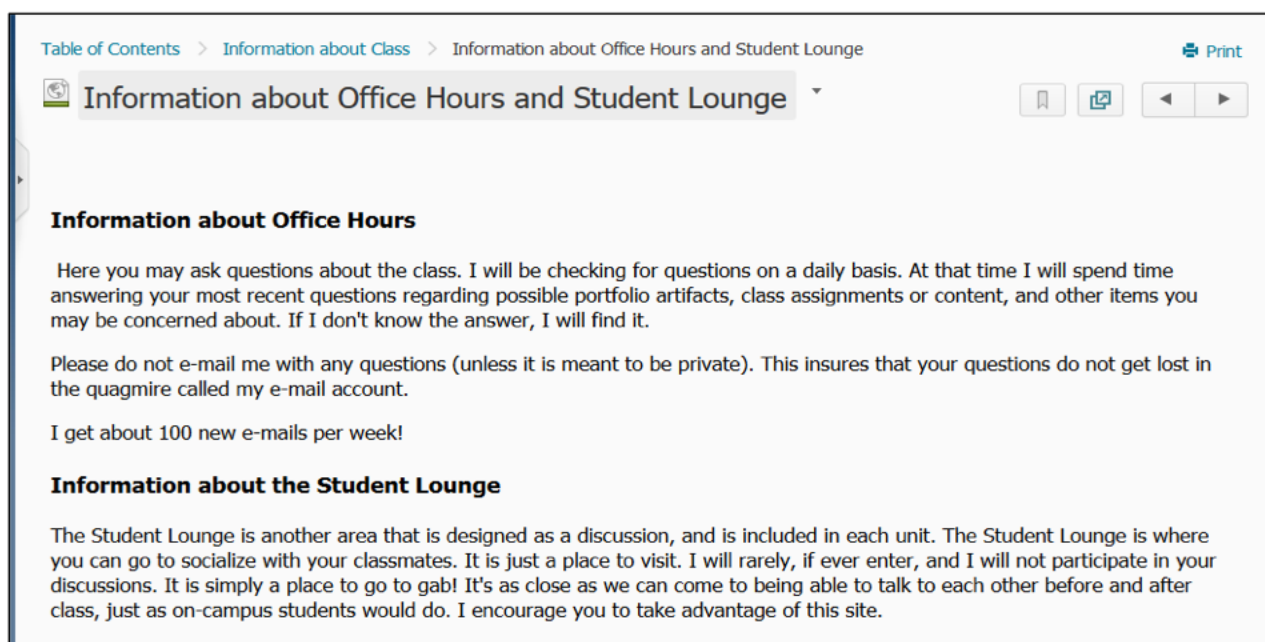 Table of Contents > Information about Class > Information about Office Hours and Student Lounge Print
Information about Office Hours and Student Lounge
Information about Office Hours
Here you may ask questions about the class. I will be checking for questions on a daily basis. At that time I will spend time
answering your most recent questions regarding possible portfolio artifacts, class assignments or content, and other items you
may be concerned about. If I don't know the answer, I will find it.
Please do not e-mail me with any questions (unless it is meant to be private). This insures that your questions do not get lost in
the quagmire called my e-mail account.
I get about 100 new e-mails per week!
Information about the Student Lounge
The Student Lounge is another area that is designed as a discussion, and is included in each unit. The Student Lounge is where
you can go to socialize with your classmates. It is just a place to visit. I will rarely, if ever enter, and I will not participate in your
discussions. It is simply a place to go to gab! It's as close as we can come to being able to talk to each other before and after
class, just as on-campus students would do. I encourage you to take advantage of this site.